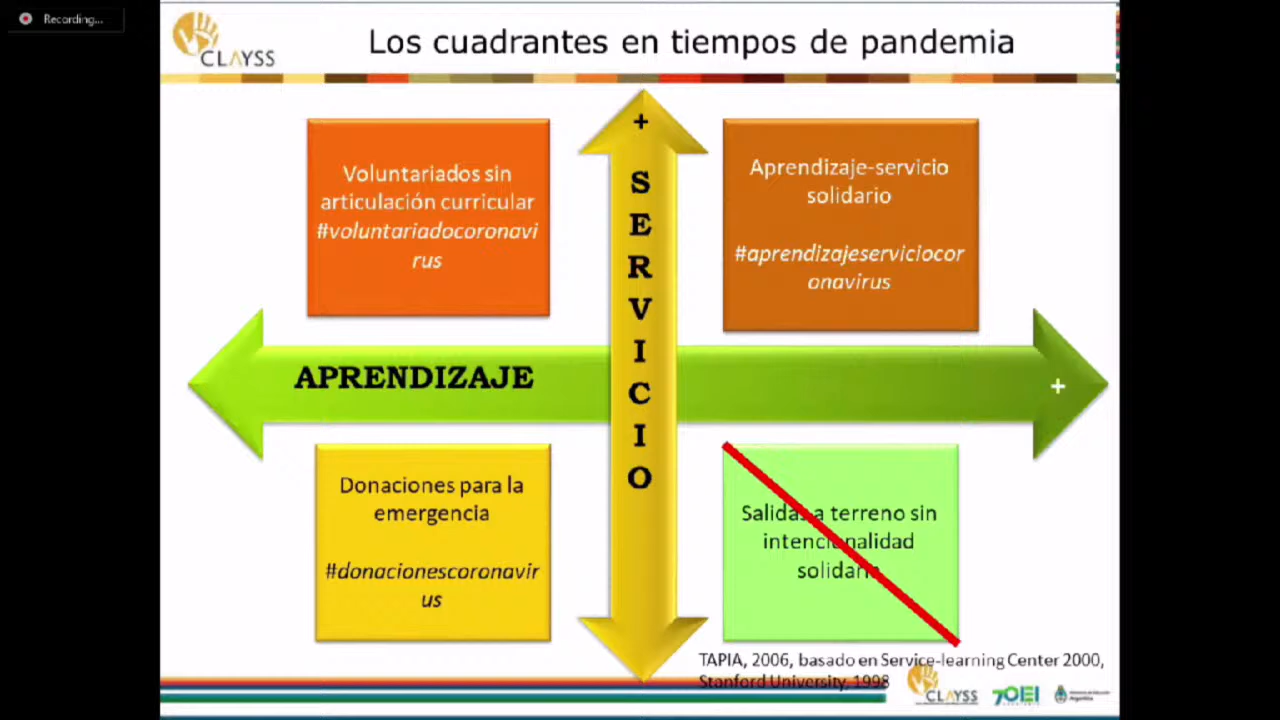 Recording...
CLAYSS
Los cuadrantes en tiempos de pandemia
Voluntariados sin
articulación curricular
#voluntariadocoronavi
rus
+
SERVICIO
Aprendizaje-servicio
solidario
#aprendizajeserviciocor
onavirus
APRENDIZAJE
+
Donaciones para la
emergencia
#donacionescoronavir
us
Salidas a terreno sin
intencionalidad
solidaria
TAPIA, 2006, basado en Service-learning Center 2000,
Stanford University, 1998
CLAYSS
OEI
Argentina